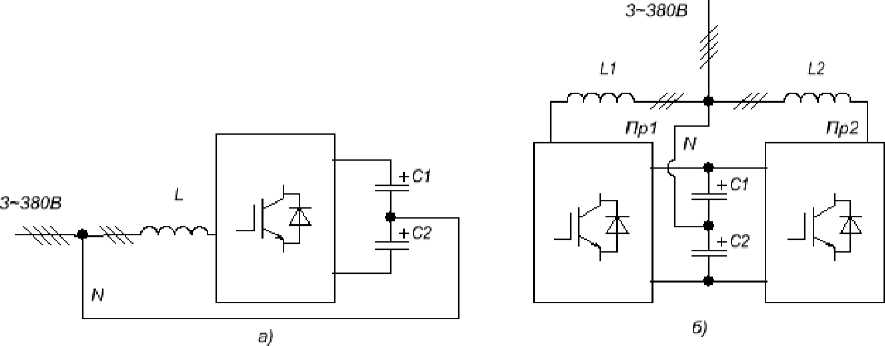 3~380В
L
N
+ C1
+ C2
а)
3~380В
L1
L2
Пр1
N
Пр2
+ C1
+ C2
б)